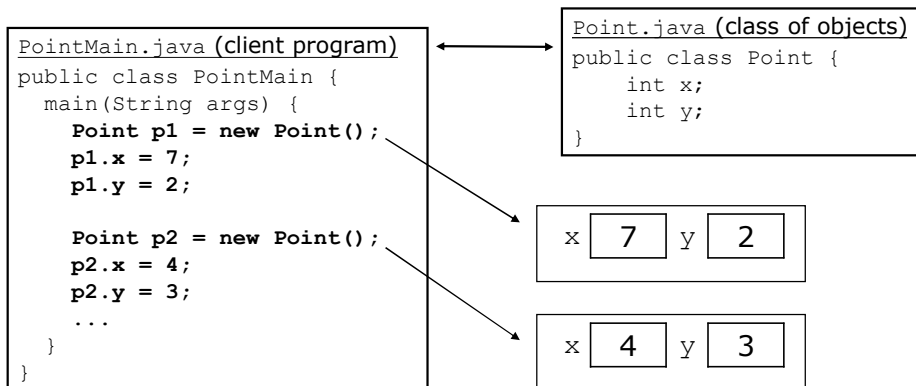 PointMain.java (client program)
public class PointMain {
  main(String args) {
    Point p1 = new Point();
    p1.x = 7;
    p1.y = 2;

    Point p2 = new Point();
    p2.x = 4;
    p2.y = 3;
    ...
  }
}
Point.java (class of objects)
public class Point {
    int x;
    int y;
}
x 7 y 2
x 4 y 3